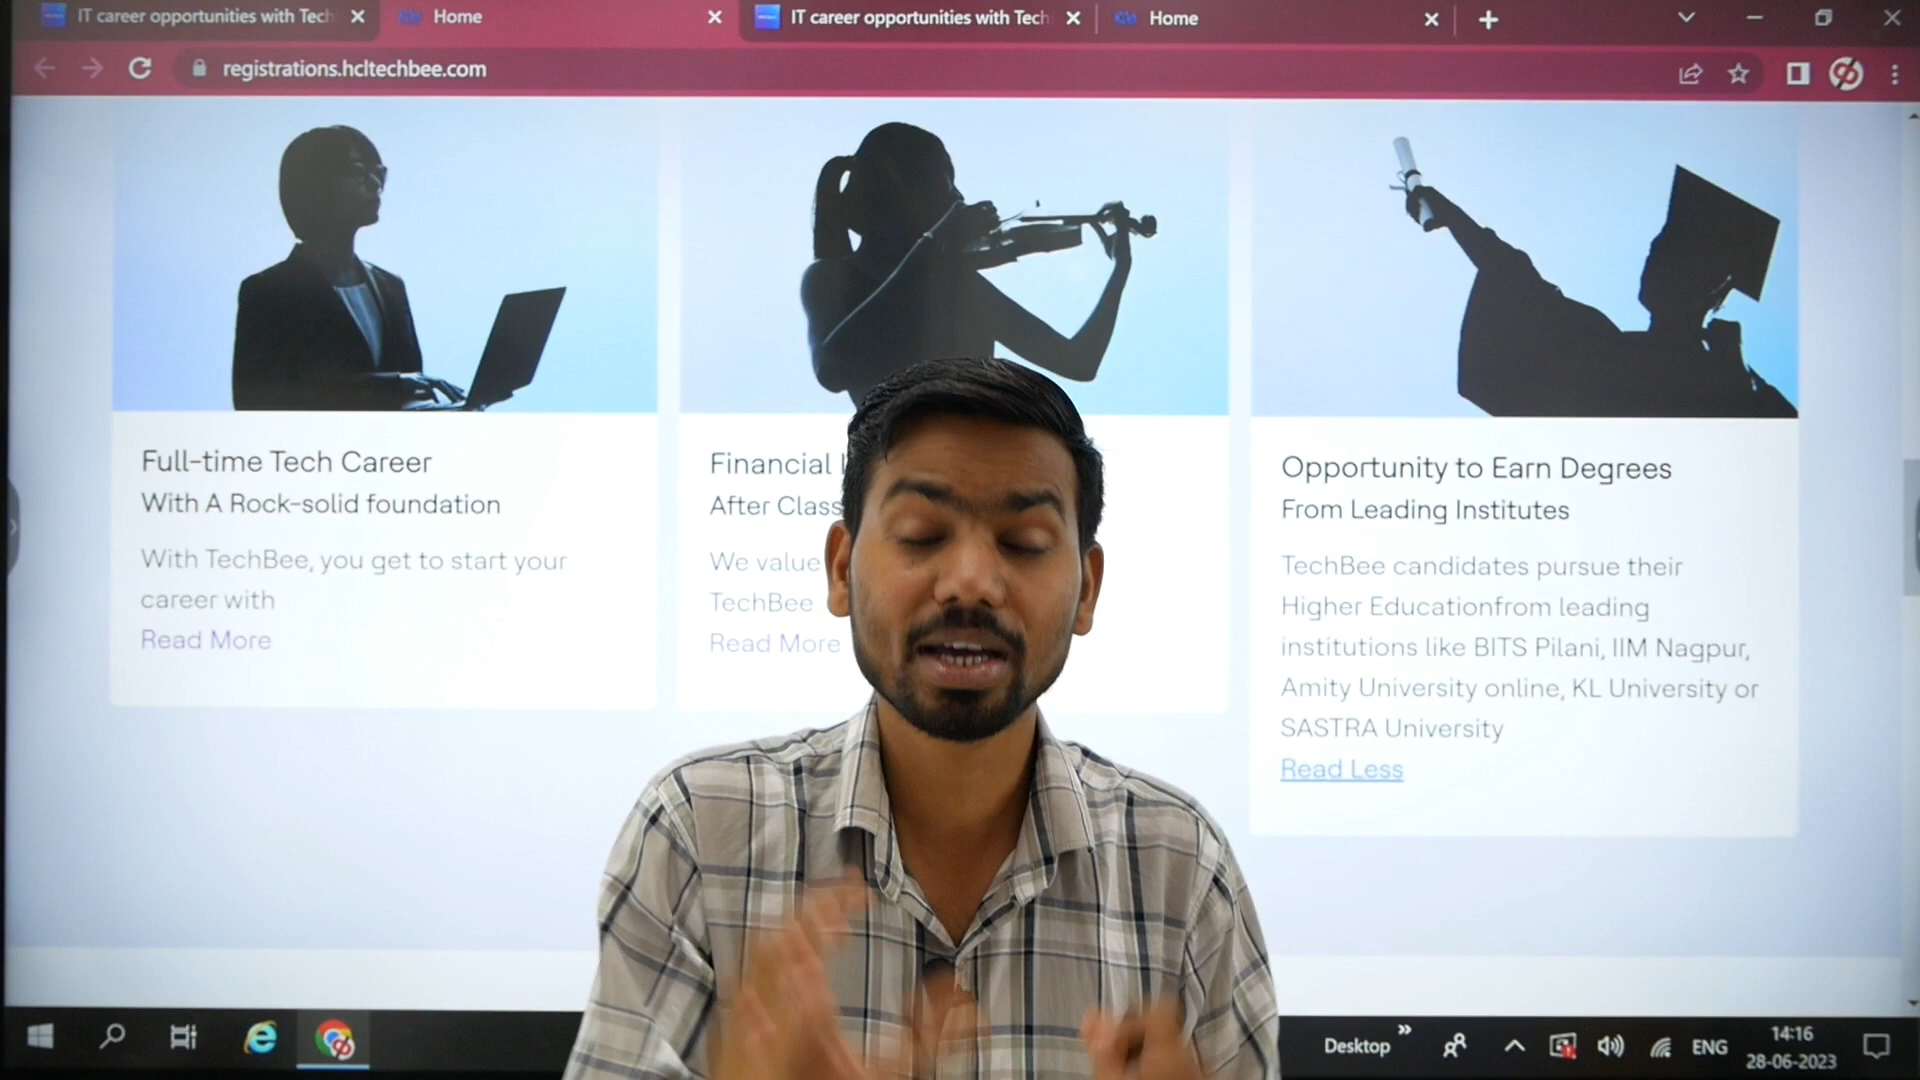 IT career opportunities with Tech
Home
IT career opportunities with Tech
Home
registrations.hcltechbee.com
Full-time Tech Career
With A Rock-solid foundation
With TechBee, you get to start your
career with
Read More
Financial
After Class
We value
TechBee
Read More
Opportunity to Earn Degrees
From Leading Institutes
TechBee candidates pursue their
Higher Educationfrom leading
institutions like BITS Pilani, IIM Nagpur,
Amity University online, KL University or
SASTRA University
Read Less
Desktop
ENG
14:16
28-06-2023